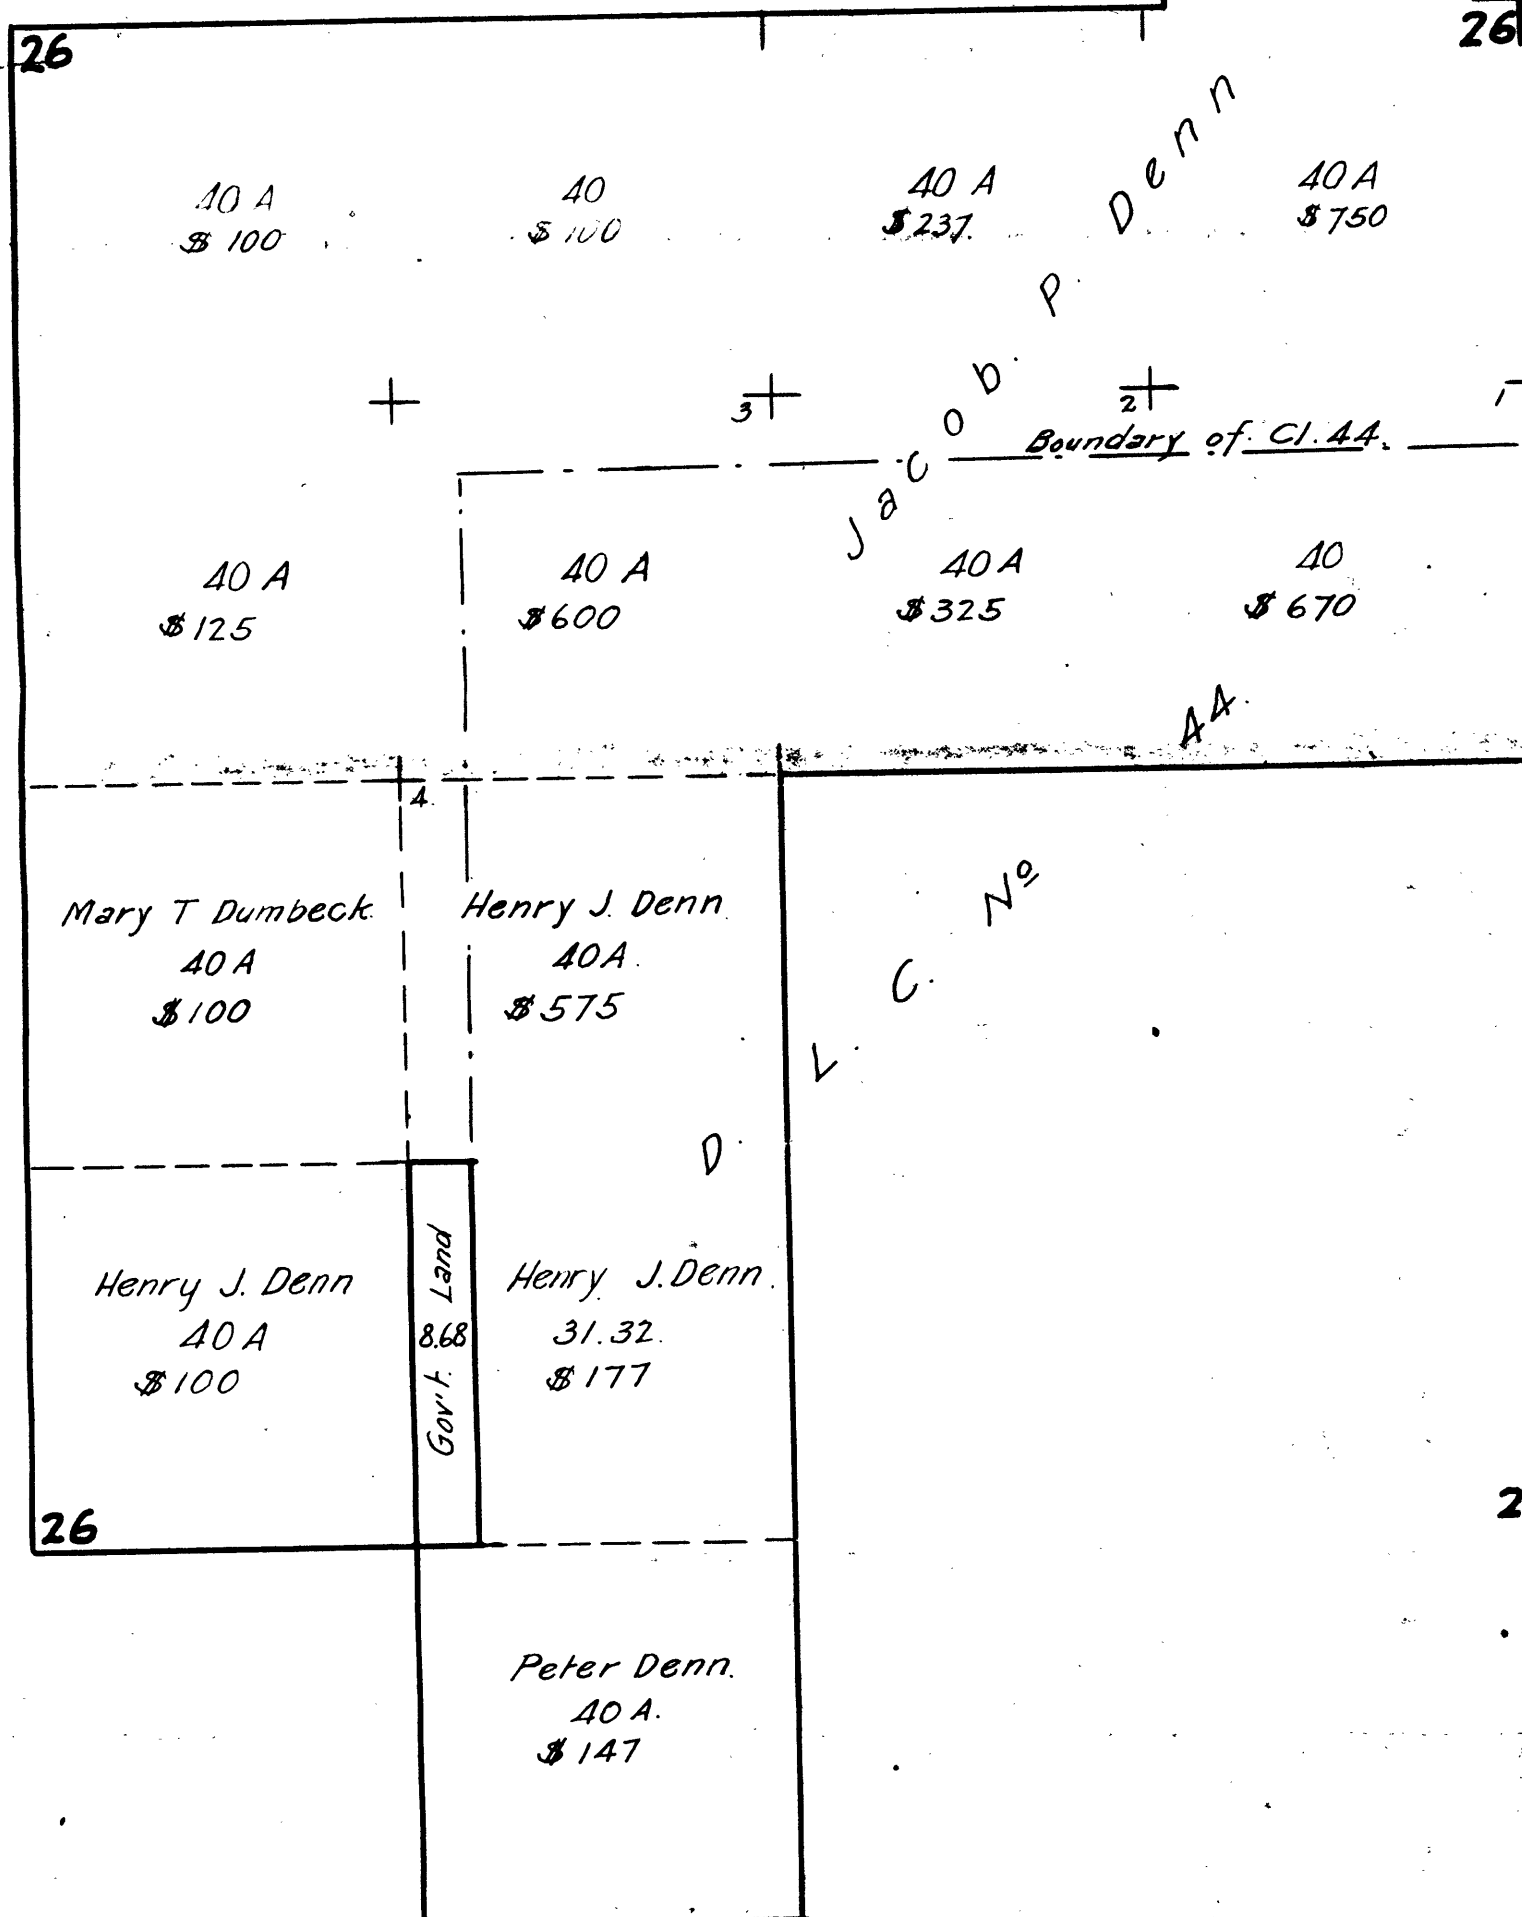 26
26
40 A
$ 100
40
$ 100
40 A
$ 237.
40 A
$ 750
Jacob. P. Denn
3
2
1
Boundary of Cl. 44.
40 A
$ 125
40 A
$ 600
40 A
$ 325
40
$ 670
4.
D. L. C. Nº 44.
Mary T Dumbeck.
40 A
$ 100
Henry J. Denn
40 A.
$ 575
Henry J. Denn
40 A
$ 100
Gov't. Land
8.68
Henry J. Denn.
31.32.
$ 177
26
2
Peter Denn.
40 A.
$ 147